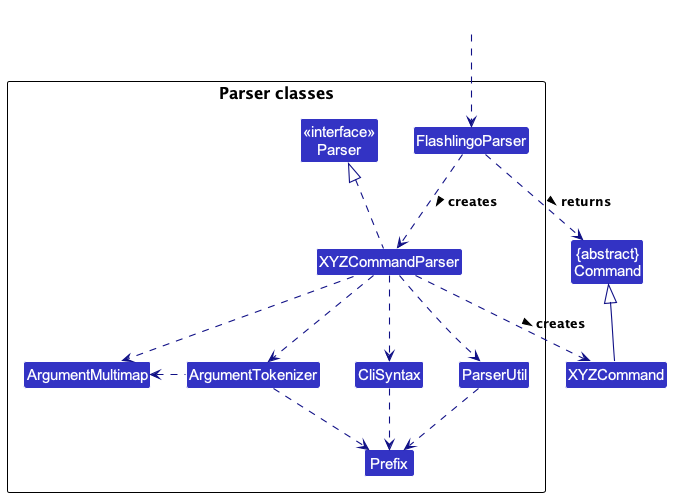 Parser classes
«interface»
Parser
FlashlingoParser
creates
returns
XYZCommandParser
{abstract}
Command
creates
ArgumentMultimap
ArgumentTokenizer
CliSyntax
ParserUtil
XYZCommand
Prefix